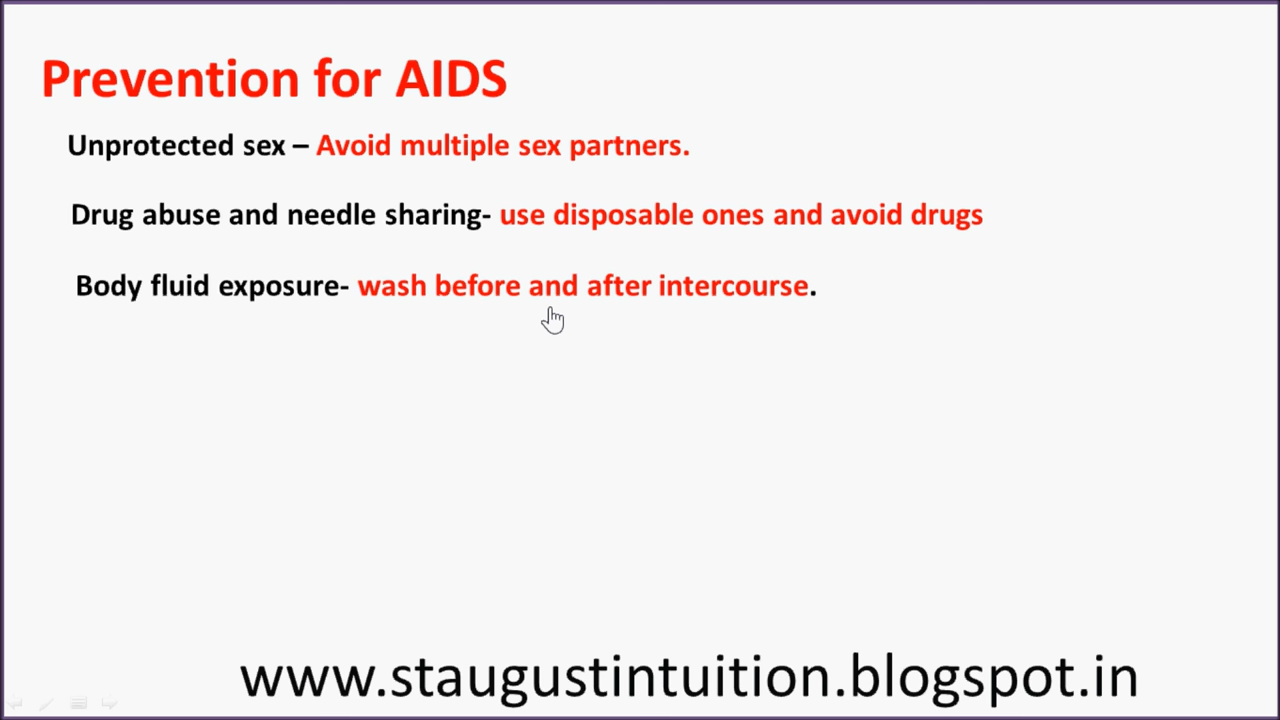 Prevention for AIDS
Unprotected sex – Avoid multiple sex partners.
Drug abuse and needle sharing- use disposable ones and avoid drugs
Body fluid exposure- wash before and after intercourse.
www.staugustintuition.blogspot.in